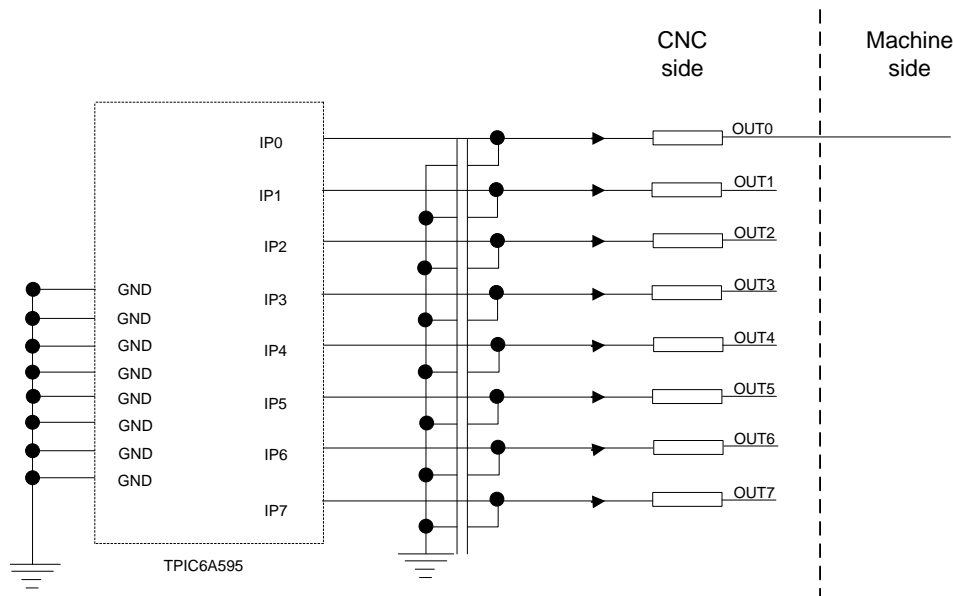 CNC
side
Machine
side
IP0
OUT0
IP1
OUT1
IP2
OUT2
GND
IP3
OUT3
GND
GND
IP4
OUT4
GND
GND
IP5
OUT5
GND
GND
IP6
OUT6
GND
IP7
OUT7
TPIC6A595